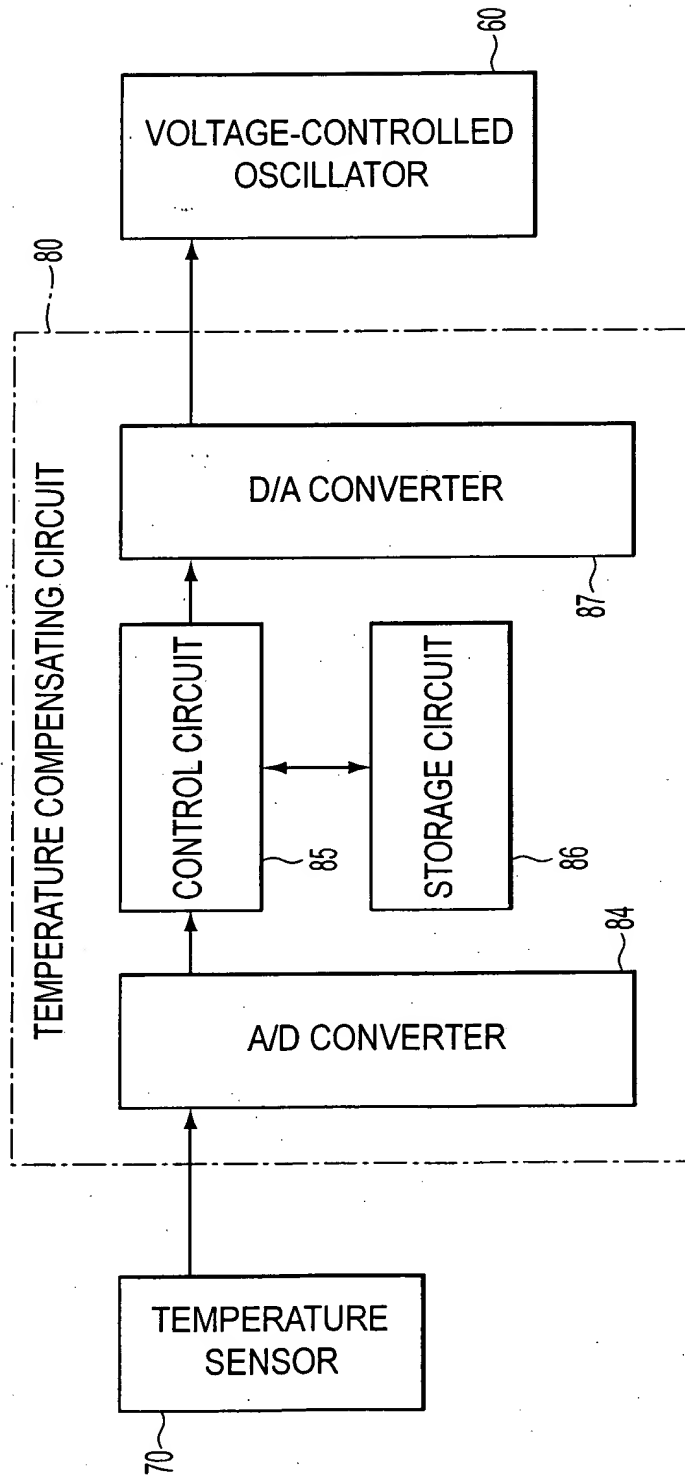 80
TEMPERATURE COMPENSATING CIRCUIT
TEMPERATURE
SENSOR
70
A/D CONVERTER
84
CONTROL CIRCUIT
85
STORAGE CIRCUIT
86
D/A CONVERTER
87
VOLTAGE-CONTROLLED
OSCILLATOR
60